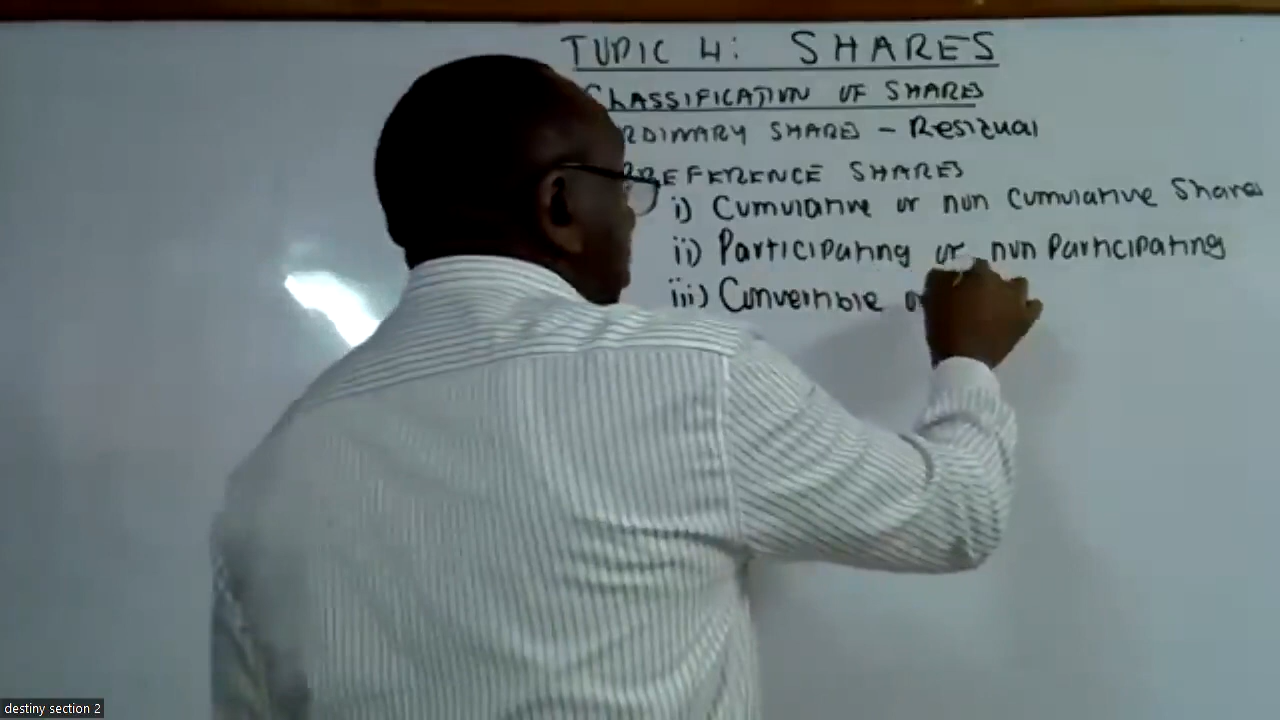 TOPIC 4: SHARES
CLASSIFICATION OF SHARES
ORDINARY SHARES - Residual
PREFERENCE SHARES
i) Cumulative or non cumulative Shares
ii) Participating or non Participating
iii) Convertible or
destiny section 2